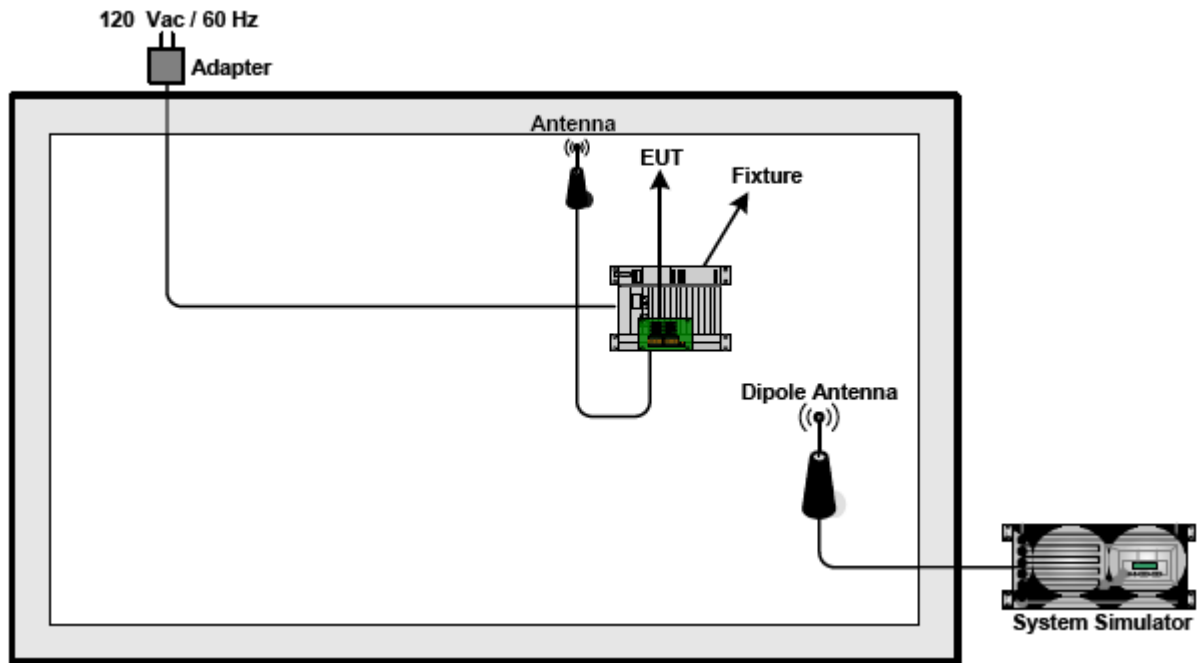 120 Vac / 60 Hz
Adapter
Antenna
EUT
Fixture
Dipole Antenna
System Simulator